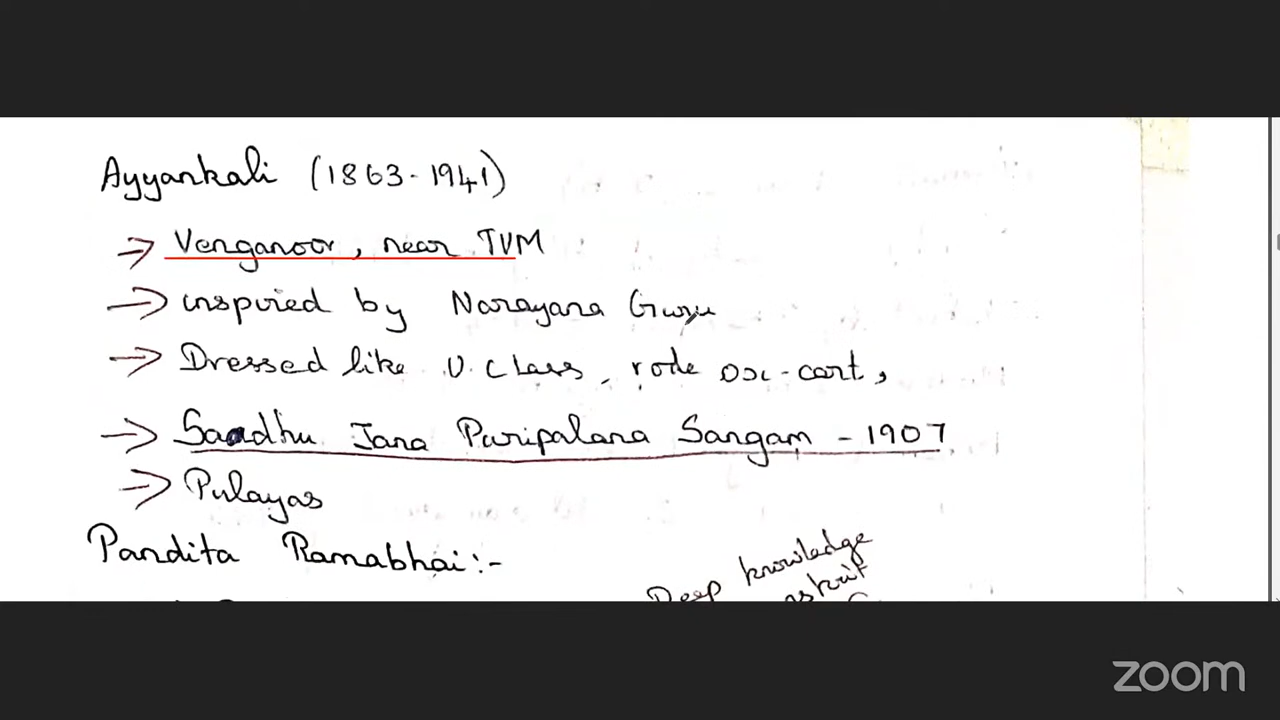 Ayyankali (1863-1941)
→ Venganoor, near TVM
→ inspired by Narayana Guru
→ Dressed like U.Class, rode ox-cart,
→ Saadhu Jana Paripalana Sangam - 1907
→ Pulayas
Pandita Ramabhai:-
Deep knowledge
zoom